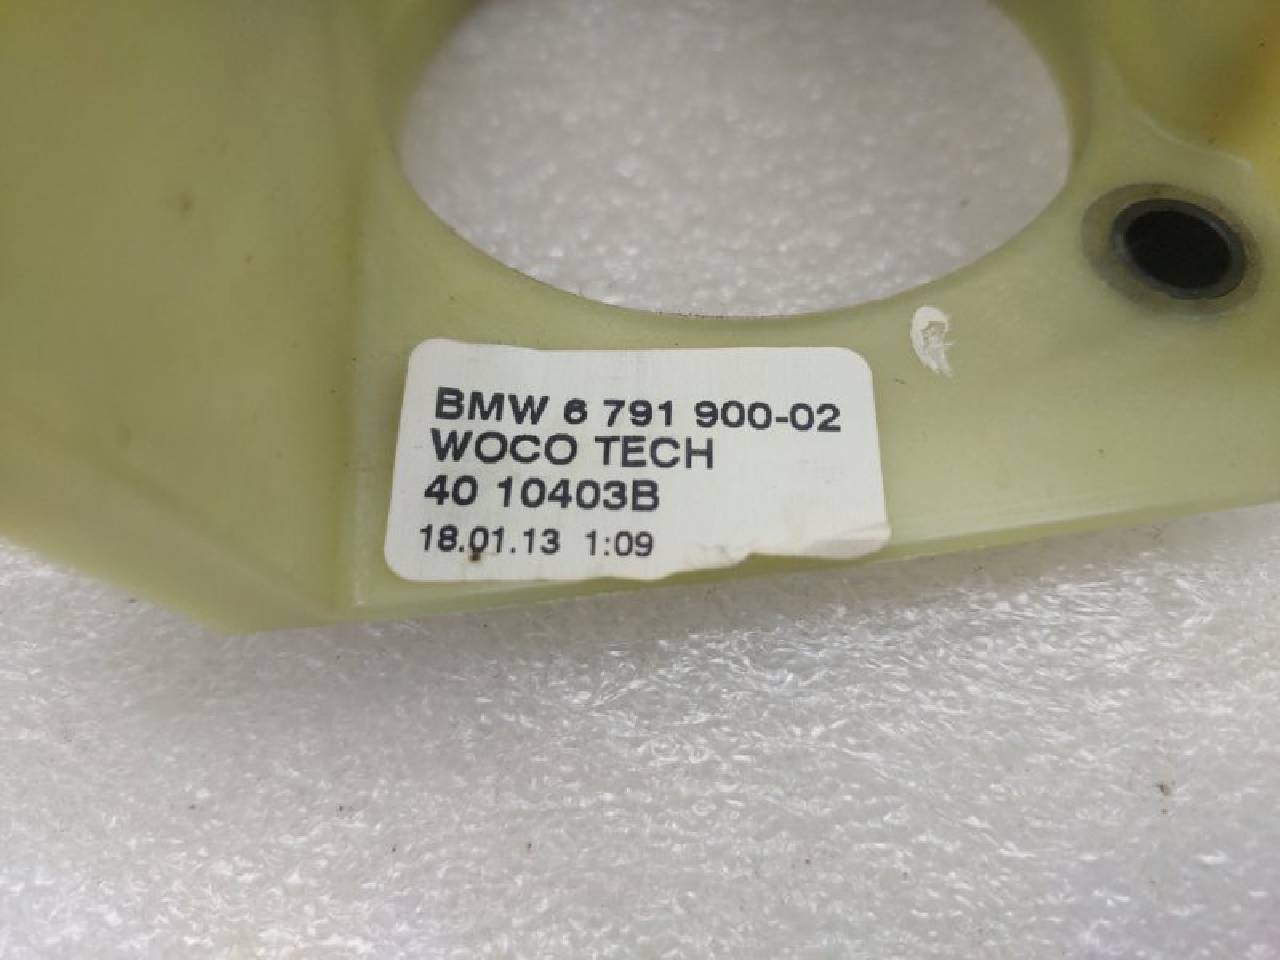 BMW 6 791 900-02
WOCO TECH
40 10403B
18.01.13 1:09